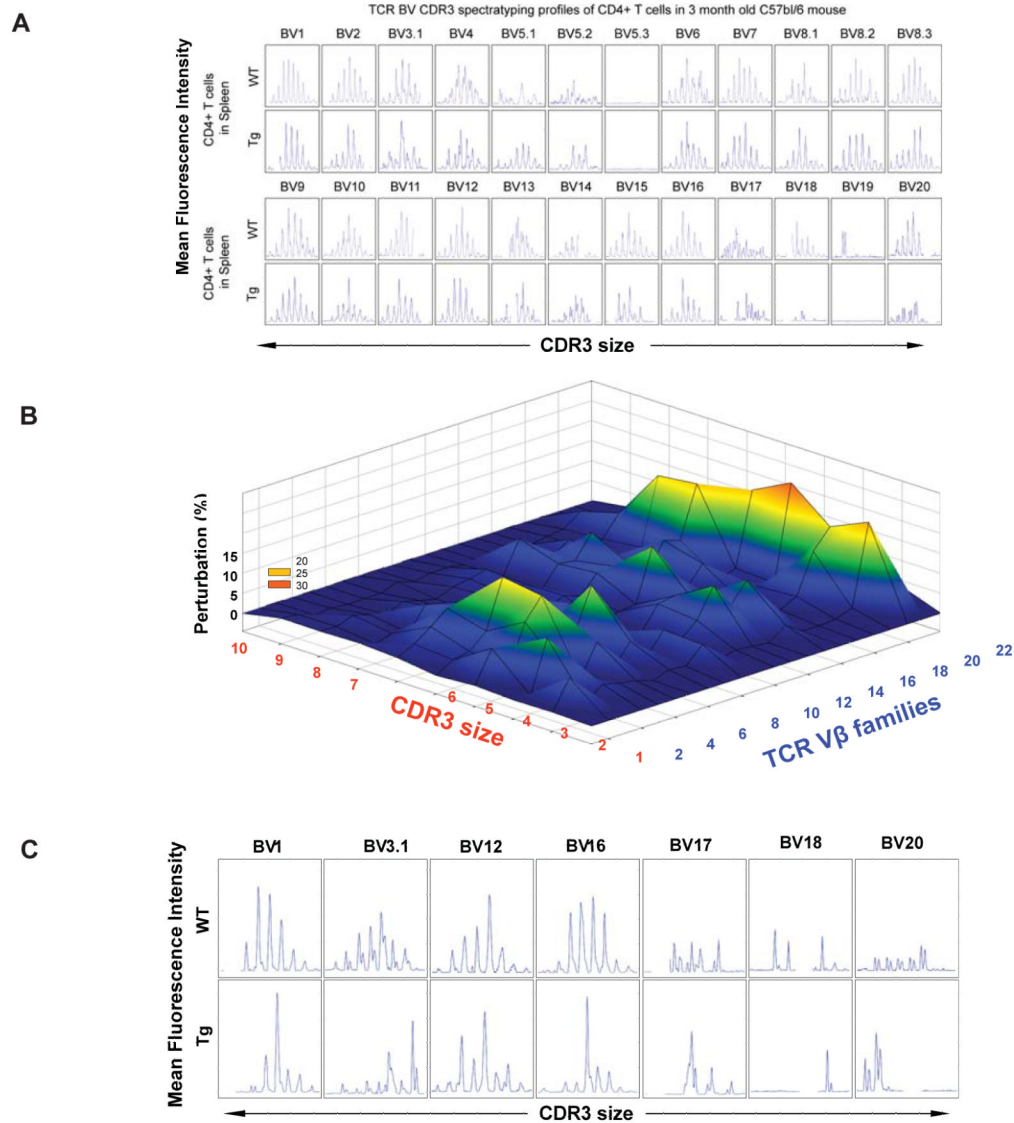 A
TCR BV CDR3 spectratyping profiles of CD4+ T cells in 3 month old C57bl/6 mouse
BV1 BV2 BV3.1 BV4 BV5.1 BV5.2 BV5.3 BV6 BV7 BV8.1 BV8.2 BV8.3
Mean Fluorescence Intensity
CD4+ T cells
in Spleen
WT
Tg
BV9 BV10 BV11 BV12 BV13 BV14 BV15 BV16 BV17 BV18 BV19 BV20
CD4+ T cells
in Spleen
WT
Tg
CDR3 size
B
Perturbation (%)
15
10
5
0
20
25
30
10 9 8 7 6 5 4 3 2 1
CDR3 size
2 4 6 8 10 12 14 16 18 20 22
TCR Vβ families
C
BV1 BV3.1 BV12 BV16 BV17 BV18 BV20
Mean Fluorescence Intensity
WT
Tg
CDR3 size